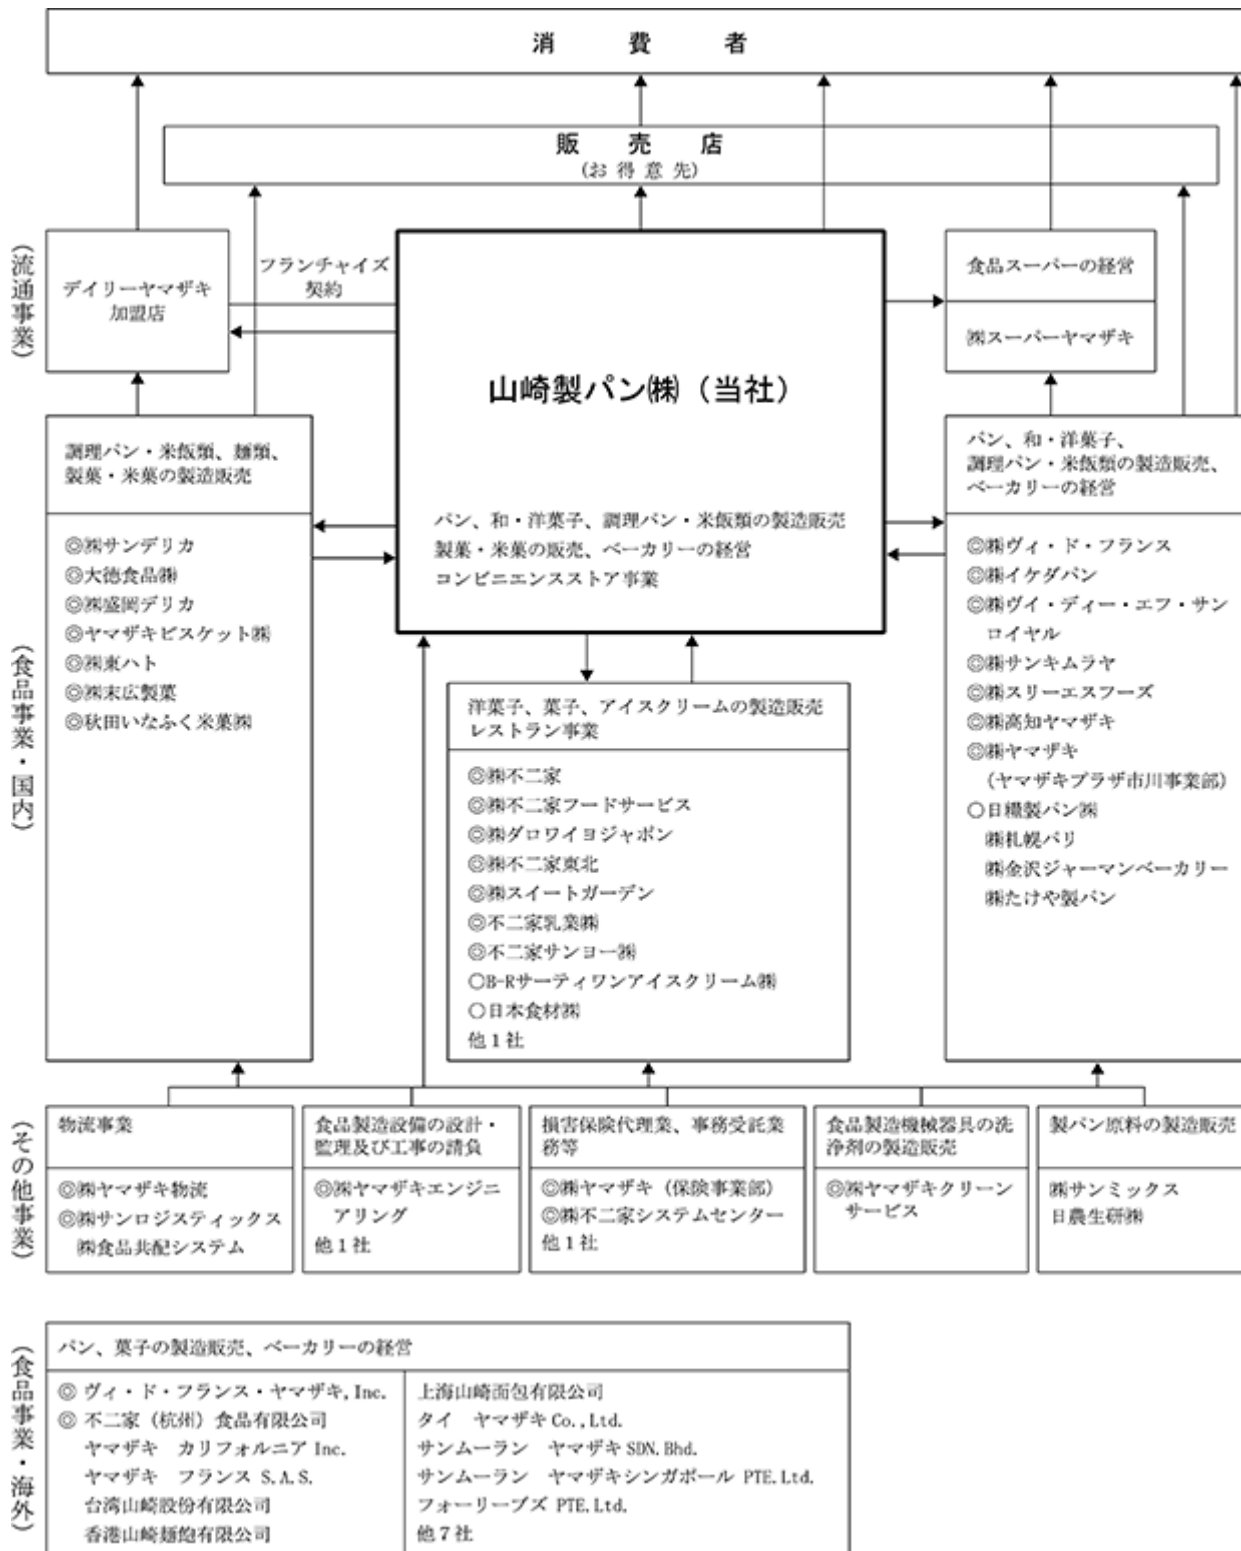 消費者
販売店
(お得意先)
(流通事業)
デイリーヤマザキ
加盟店
フランチャイズ
契約
山崎製パン㈱（当社）
パン、和・洋菓子、調理パン・米飯類の製造販売
製菓・米菓の販売、ベーカリーの経営
コンビニエンスストア事業
食品スーパーの経営
㈱スーパーヤマザキ
(食品事業・国内)
調理パン・米飯類、麺類、
製菓・米菓の製造販売
◎㈱サンデリカ
◎大徳食品㈱
◎㈱盛岡デリカ
◎ヤマザキビスケット㈱
◎㈱東ハト
◎㈱末広製菓
◎秋田いなふく米菓㈱
洋菓子、菓子、アイスクリームの製造販売
レストラン事業
◎㈱不二家
◎㈱不二家フードサービス
◎㈱ダロワイヨジャポン
◎㈱不二家東北
◎㈱スイートガーデン
◎不二家乳業㈱
◎不二家サンヨー㈱
○B-Rサーティワンアイスクリーム㈱
○日本食材㈱
他１社
パン、和・洋菓子、
調理パン・米飯類の製造販売、
ベーカリーの経営
◎㈱ヴィ・ド・フランス
◎㈱イケダパン
◎㈱ヴイ・ディー・エフ・サン
ロイヤル
◎㈱サンキムラヤ
◎㈱スリーエスフーズ
◎㈱高知ヤマザキ
◎㈱ヤマザキ
（ヤマザキプラザ市川事業部）
○日糧製パン㈱
㈱札幌パリ
㈱金沢ジャーマンベーカリー
㈱たけや製パン
(その他事業)
物流事業
◎㈱ヤマザキ物流
◎㈱サンロジスティックス
㈱食品共配システム
食品製造設備の設計・
監理及び工事の請負
◎㈱ヤマザキエンジニ
アリング
他１社
損害保険代理業、事務受託業
務等
◎㈱ヤマザキ（保険事業部）
◎㈱不二家システムセンター
他１社
食品製造機械器具の洗
浄剤の製造販売
◎㈱ヤマザキクリーン
サービス
製パン原料の製造販売
㈱サンミックス
日農生研㈱
(食品事業・海外)
パン、菓子の製造販売、ベーカリーの経営
◎ ヴィ・ド・フランス・ヤマザキ,Inc.
◎ 不二家（杭州）食品有限公司
ヤマザキ カリフォルニア Inc.
ヤマザキ フランス S.A.S.
台湾山崎股份有限公司
香港山崎麺飽有限公司
上海山崎面包有限公司
タイ ヤマザキ Co.,Ltd.
サンムーラン ヤマザキ SDN.Bhd.
サンムーラン ヤマザキシンガポール PTE.Ltd.
フォーリーブズ PTE.Ltd.
他７社